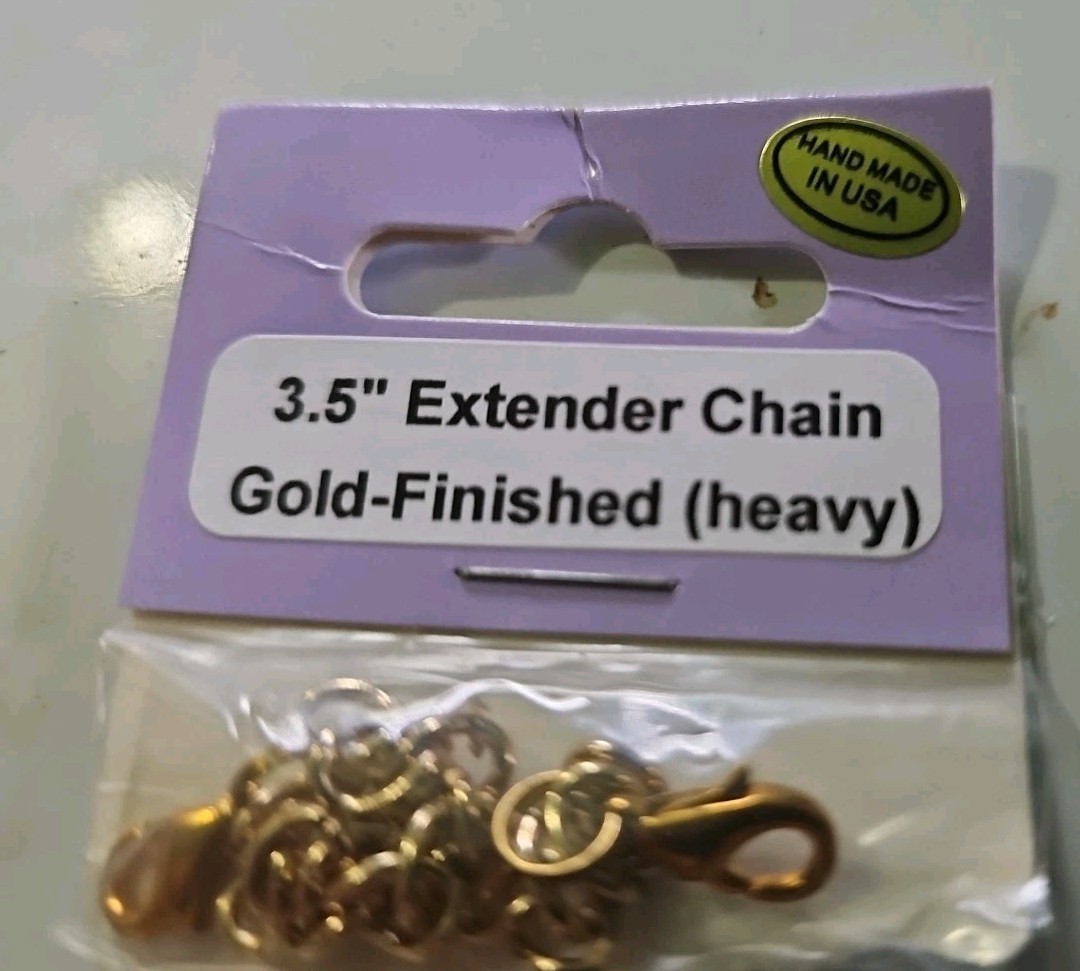 HAND MADE
IN USA
3.5" Extender Chain
Gold-Finished (heavy)